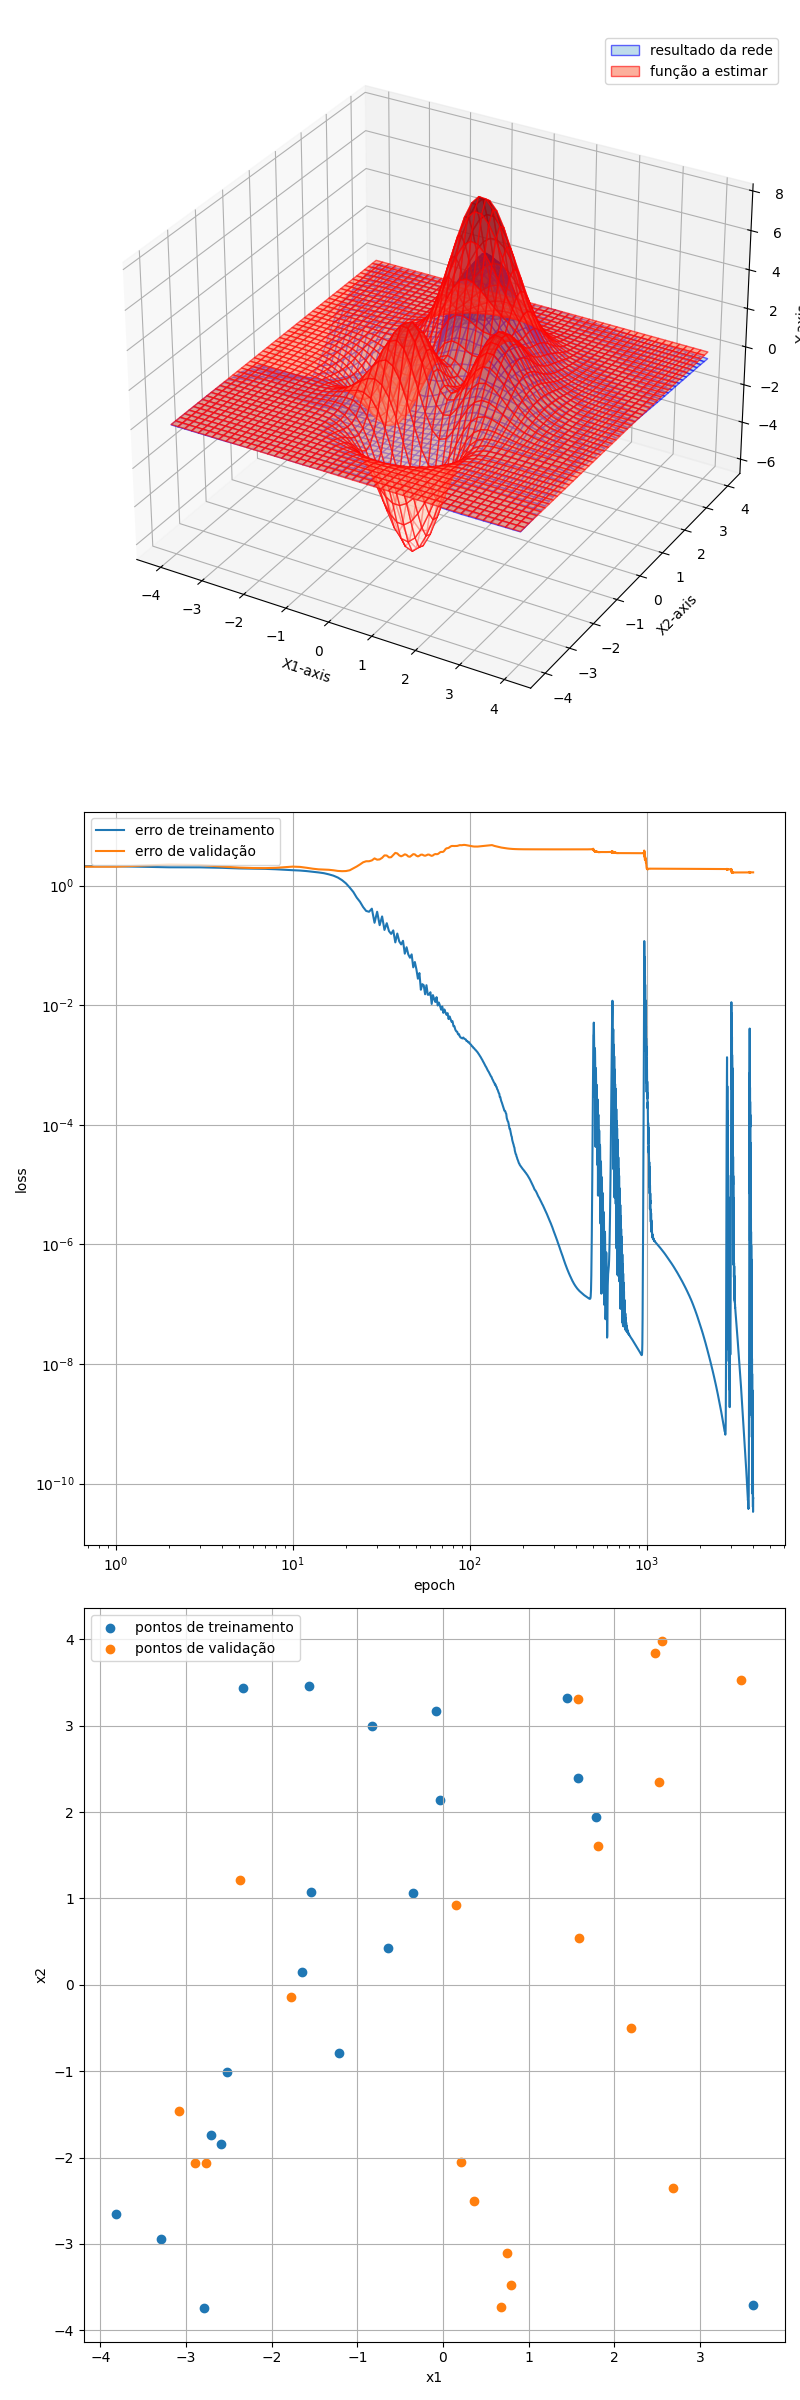 resultado da rede
função a estimar
8
6
4
2
0
−2
−4
−6
−4
−3
−2
−1
0
1
2
3
4
X1-axis
−4
−3
−2
−1
0
1
2
3
4
X2-axis
erro de treinamento
erro de validação
10^0
10^−2
10^−4
10^−6
10^−8
10^−10
loss
10^0 10^1 10^2 10^3
epoch
pontos de treinamento
pontos de validação
4
3
2
1
0
−1
−2
−3
−4
x2
−4 −3 −2 −1 0 1 2 3
x1